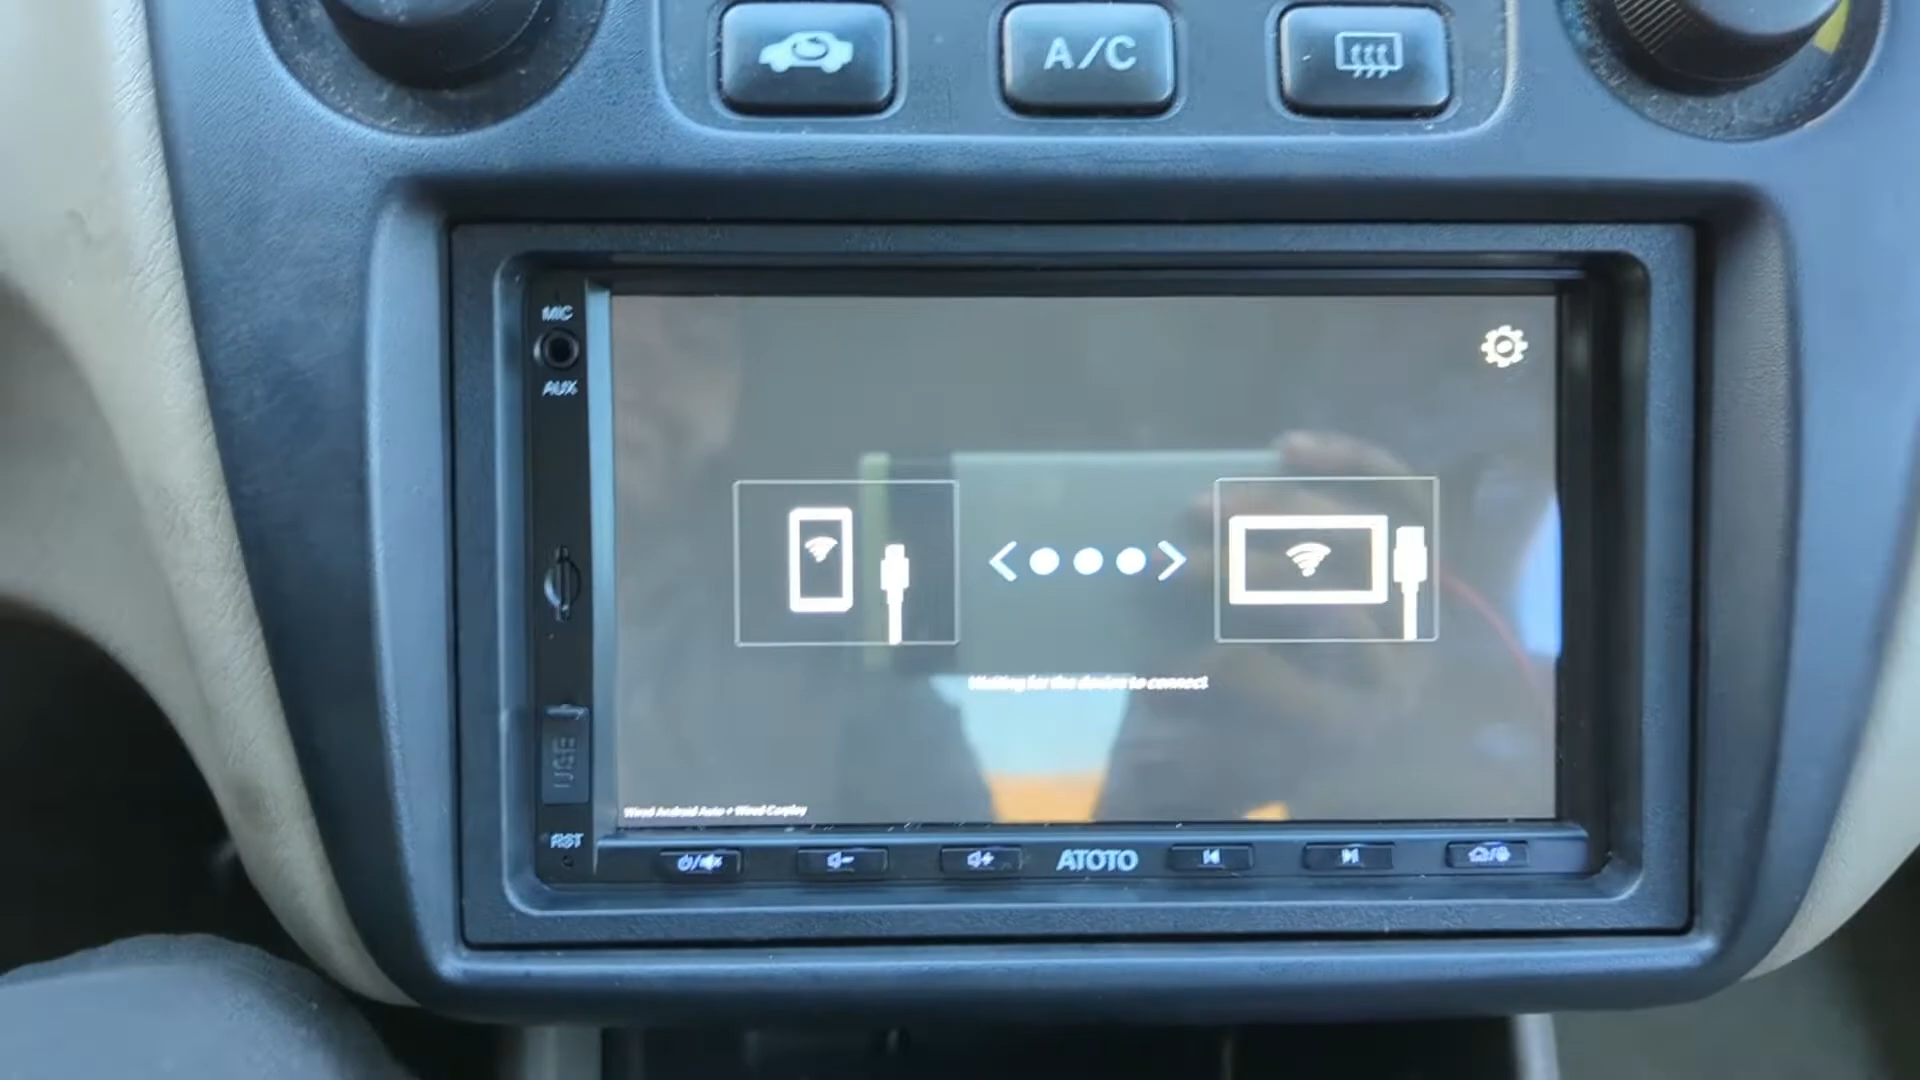 A/C
MIC
AUX
Waiting for the device to connect
USB
Wired Android Auto + Wired Carplay
RST
ATOTO